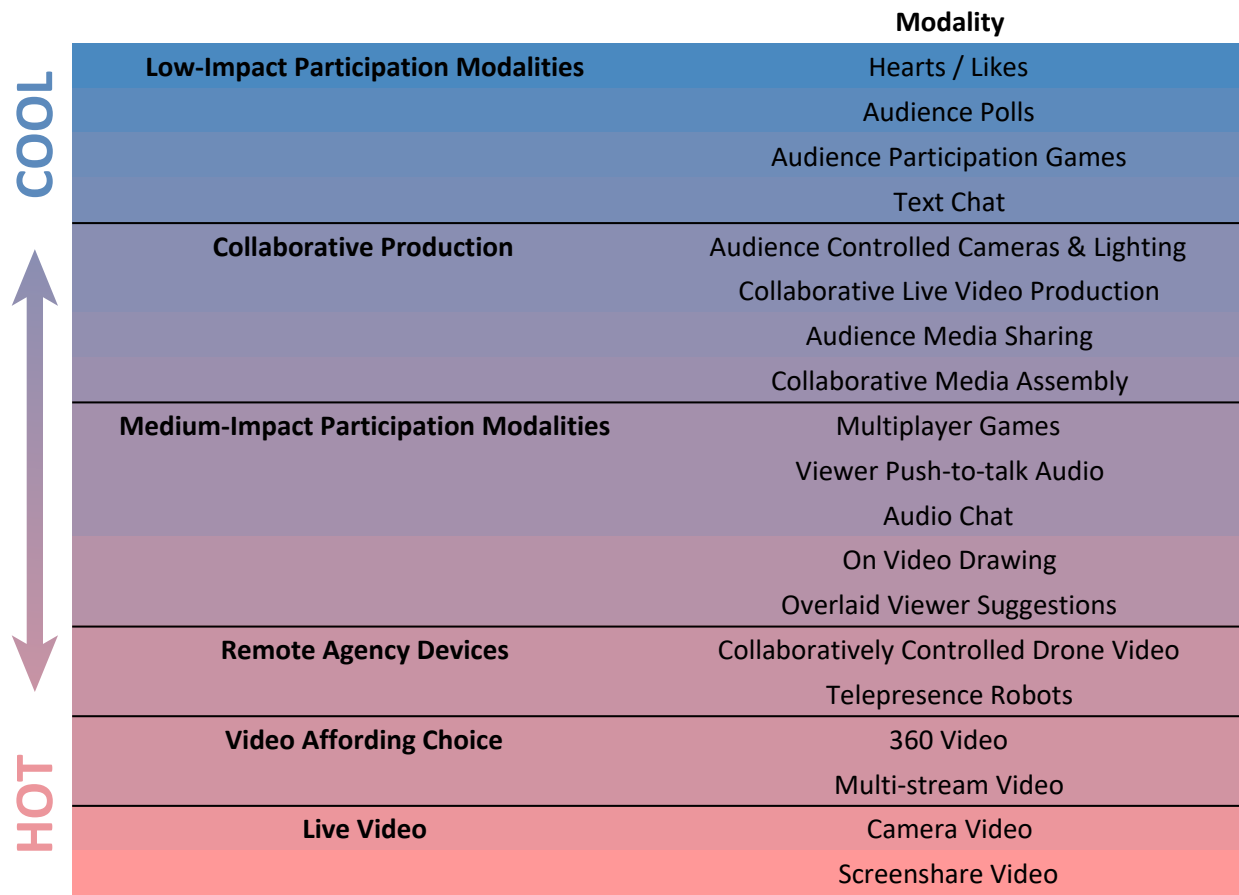 Modality
COOL
Low-Impact Participation Modalities Hearts / Likes
Audience Polls
Audience Participation Games
Text Chat
Collaborative Production Audience Controlled Cameras & Lighting
Collaborative Live Video Production
Audience Media Sharing
Collaborative Media Assembly
Medium-Impact Participation Modalities Multiplayer Games
Viewer Push-to-talk Audio
Audio Chat
On Video Drawing
Overlaid Viewer Suggestions
Remote Agency Devices Collaboratively Controlled Drone Video
Telepresence Robots
HOT
Video Affording Choice 360 Video
Multi-stream Video
Live Video Camera Video
Screenshare Video